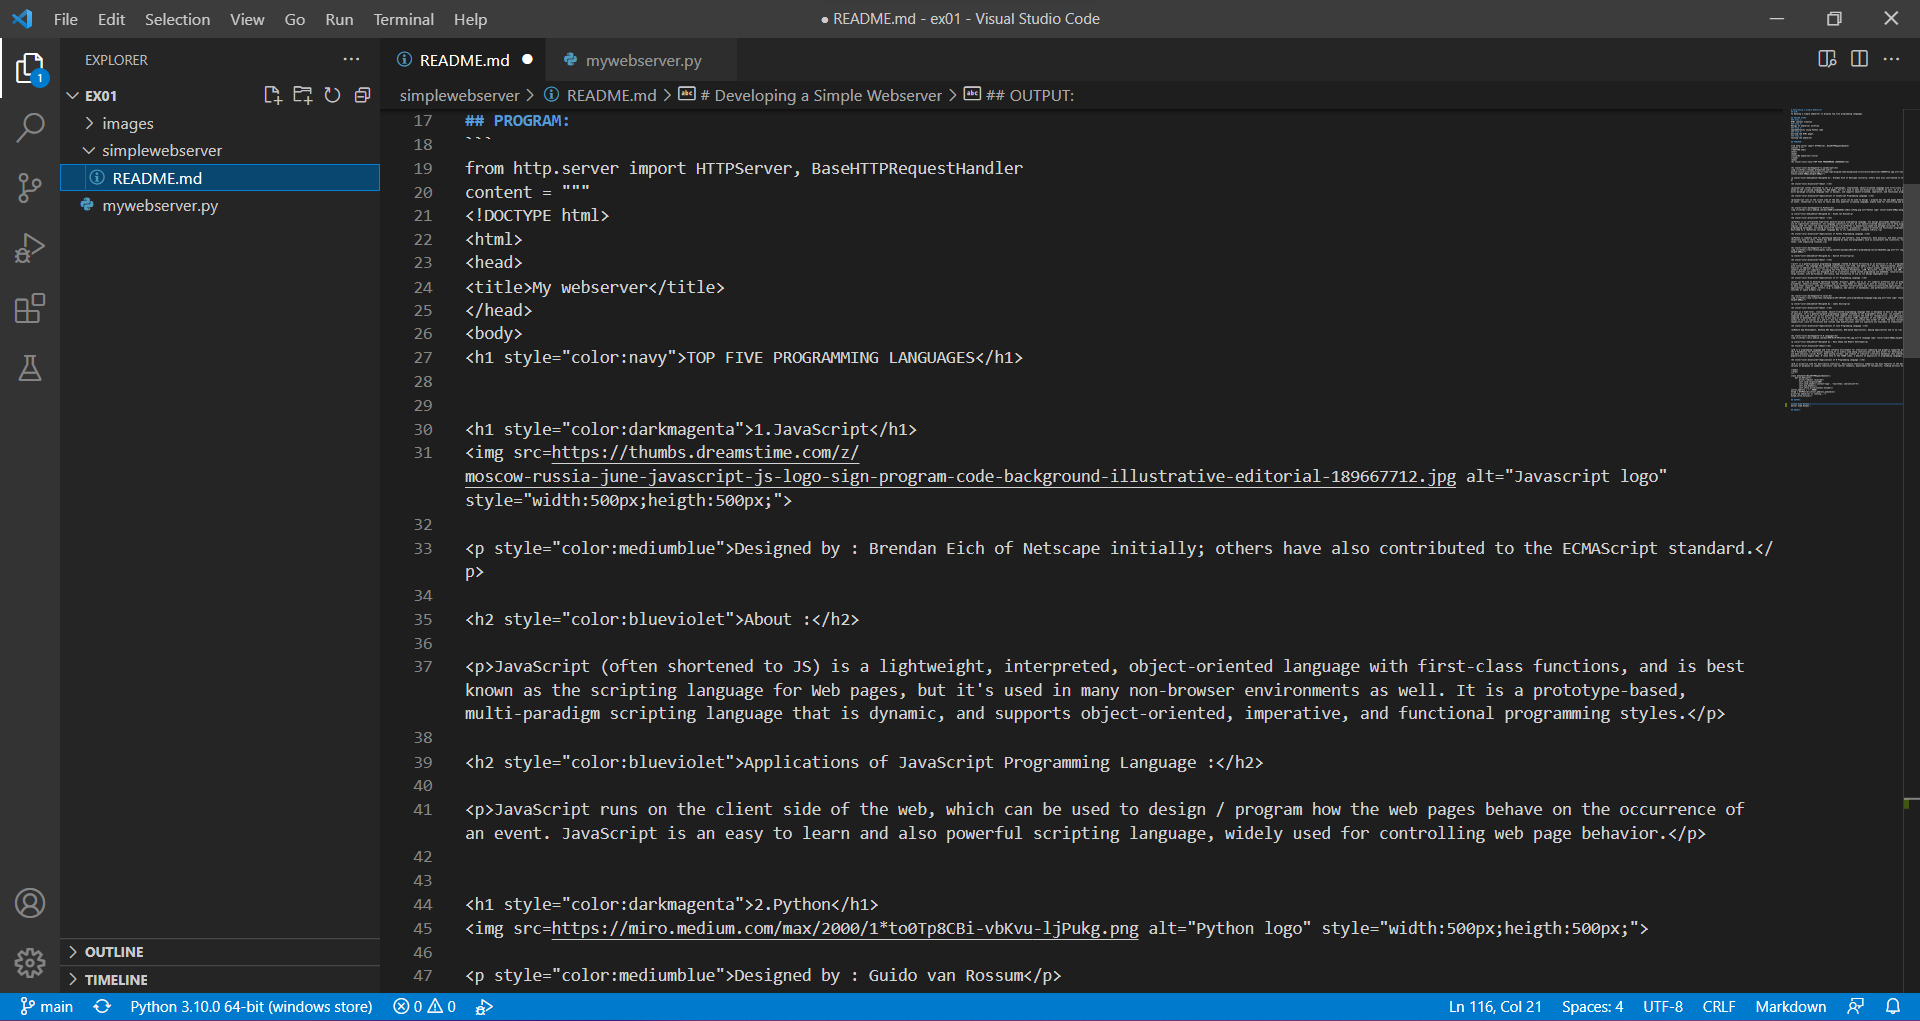 File Edit Selection View Go Run Terminal Help
● README.md - ex01 - Visual Studio Code
EXPLORER
1
EX01
images
simplewebserver
README.md
mywebserver.py
OUTLINE
TIMELINE
README.md
mywebserver.py
simplewebserver > README.md > # Developing a Simple Webserver > ## OUTPUT:
17 ## PROGRAM:
18 ```
19 from http.server import HTTPServer, BaseHTTPRequestHandler
20 content = """
21 <!DOCTYPE html>
22 <html>
23 <head>
24 <title>My webserver</title>
25 </head>
26 <body>
27 <h1 style="color:navy">TOP FIVE PROGRAMMING LANGUAGES</h1>
28
29
30 <h1 style="color:darkmagenta">1.JavaScript</h1>
31 <img src=https://thumbs.dreamstime.com/z/
moscow-russia-june-javascript-js-logo-sign-program-code-background-illustrative-editorial-189667712.jpg alt="Javascript logo"
style="width:500px;heigth:500px;">
32
33 <p style="color:mediumblue">Designed by : Brendan Eich of Netscape initially; others have also contributed to the ECMAScript standard.</
p>
34
35 <h2 style="color:blueviolet">About :</h2>
36
37 <p>JavaScript (often shortened to JS) is a lightweight, interpreted, object-oriented language with first-class functions, and is best
known as the scripting language for Web pages, but it's used in many non-browser environments as well. It is a prototype-based,
multi-paradigm scripting language that is dynamic, and supports object-oriented, imperative, and functional programming styles.</p>
38
39 <h2 style="color:blueviolet">Applications of JavaScript Programming Language :</h2>
40
41 <p>JavaScript runs on the client side of the web, which can be used to design / program how the web pages behave on the occurrence of
an event. JavaScript is an easy to learn and also powerful scripting language, widely used for controlling web page behavior.</p>
42
43
44 <h1 style="color:darkmagenta">2.Python</h1>
45 <img src=https://miro.medium.com/max/2000/1*to0Tp8CBi-vbKvu-ljPukg.png alt="Python logo" style="width:500px;heigth:500px;">
46
47 <p style="color:mediumblue">Designed by : Guido van Rossum</p>
main Python 3.10.0 64-bit (windows store) 0 0
Ln 116, Col 21 Spaces: 4 UTF-8 CRLF Markdown